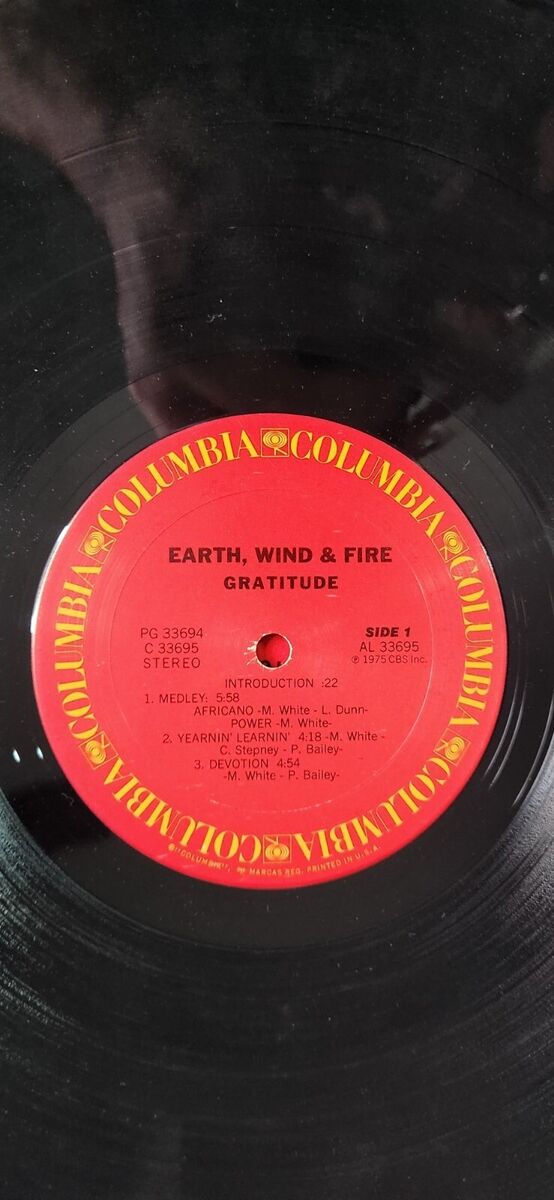 COLUMBIA COLUMBIA COLUMBIA COLUMBIA COLUMBIA COLUMBIA
EARTH, WIND & FIRE
GRATITUDE
PG 33694
C 33695
STEREO
SIDE 1
AL 33695
℗ 1975 CBS Inc.
INTRODUCTION :22
1. MEDLEY: 5:58
AFRICANO -M. White - L. Dunn-
POWER -M. White-
2. YEARNIN' LEARNIN' 4:18 -M. White -
C. Stepney - P. Bailey-
3. DEVOTION 4:54
-M. White - P. Bailey-
"COLUMBIA", MARCAS REG. PRINTED IN U.S.A.